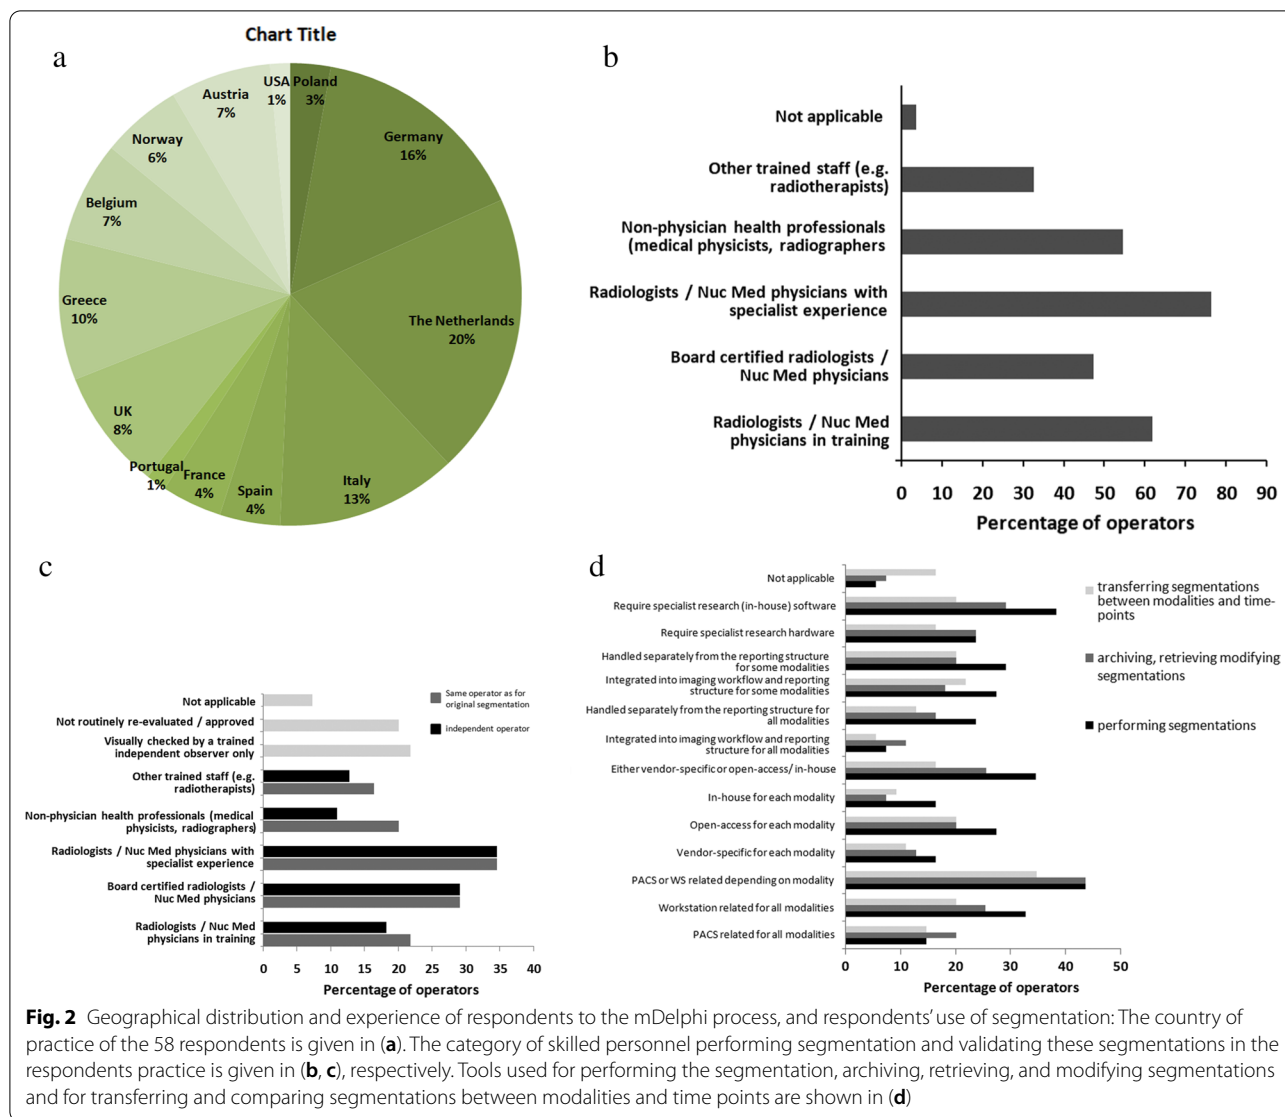 a
Chart Title
USA
1%
Poland
3%
Germany
16%
The Netherlands
20%
Italy
13%
Spain
4%
France
4%
Portugal
1%
UK
8%
Greece
10%
Belgium
7%
Norway
6%
Austria
7%
b
Not applicable
Other trained staff (e.g.
radiotherapists)
Non-physician health professionals
(medical physicists, radiographers
Radiologists / Nuc Med physicians with
specialist experience
Board certified radiologists /
Nuc Med physicians
Radiologists / Nuc Med
physicians in training
0 10 20 30 40 50 60 70 80 90
Percentage of operators
c
Not applicable
Not routinely re-evaluated / approved
Visually checked by a trained
independent observer only
Other trained staff (e.g.
radiotherapists)
Non-physician health professionals (medical
physicists, radiographers)
Radiologists / Nuc Med physicians with
specialist experience
Board certified radiologists /
Nuc Med physicians
Radiologists / Nuc Med
physicians in training
Same operator as for
original segmentation
Independent operator
0 5 10 15 20 25 30 35 40
Percentage of operators
d
Not applicable
Require specialist research (in-house) software
Require specialist research hardware
Handled separately from the reporting structure
for some modalities
Integrated into imaging workflow and reporting
structure for some modalities
Handled separately from the reporting structure for
all modalities
Integrated into imaging workflow and reporting
structure for all modalities
Either vendor-specific or open-access/ in-house
In-house for each modality
Open-access for each modality
Vendor-specific for each modality
PACS or WS related depending on modality
Workstation related for all modalities
PACS related for all modalities
transferring segmentations
between modalities and time-
points
archiving, retrieving modifying
segmentations
performing segmentations
0 10 20 30 40 50
Percentage of operators
Fig. 2 Geographical distribution and experience of respondents to the mDelphi process, and respondents' use of segmentation: The country of
practice of the 58 respondents is given in (a). The category of skilled personnel performing segmentation and validating these segmentations in the
respondents practice is given in (b, c), respectively. Tools used for performing the segmentation, archiving, retrieving, and modifying segmentations
and for transferring and comparing segmentations between modalities and time points are shown in (d)